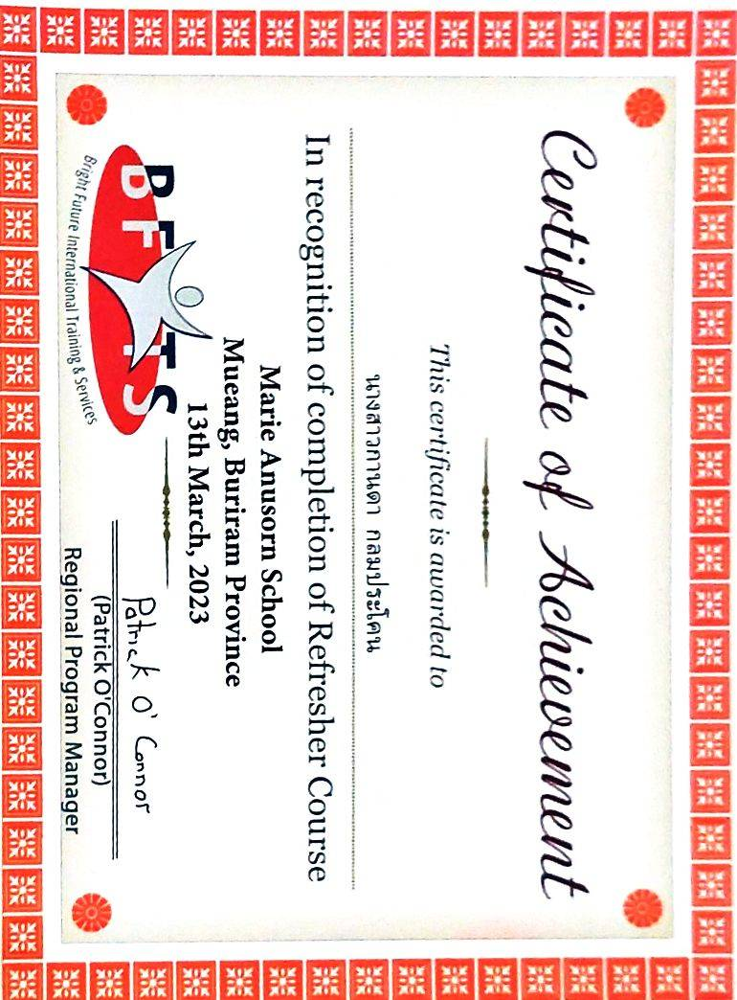 Certificate of Achievement
This certificate is awarded to
นางสาวกานดา กลมประโคน
In recognition of completion of Refresher Course
Marie Anusorn School
Mueang, Buriram Province
13th March, 2023
BFITS
Bright Future International Training & Services
Patrick O'Connor
(Patrick O'Connor)
Regional Program Manager